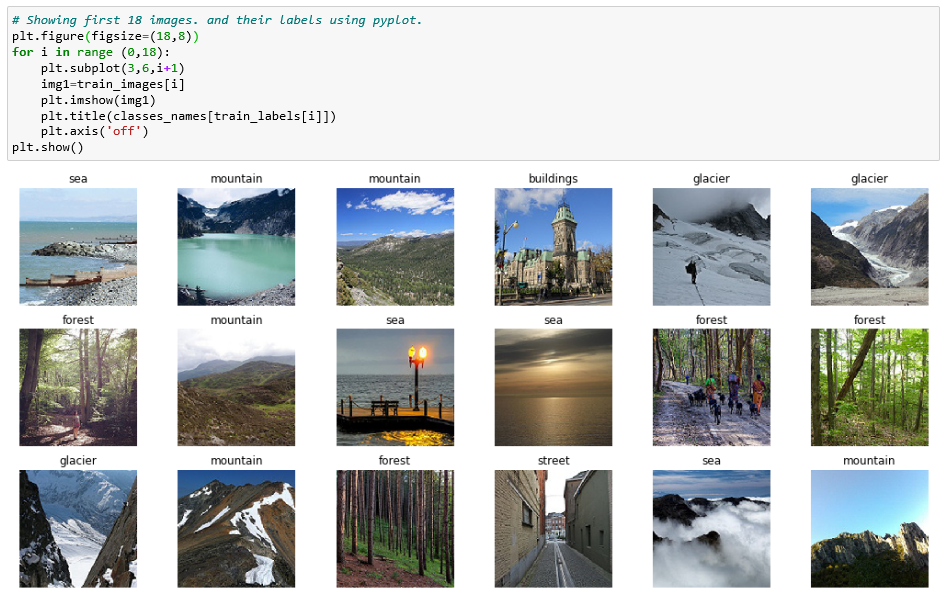 # Showing first 18 images. and their labels using pyplot.
plt.figure(figsize=(18,8))
for i in range (0,18):
    plt.subplot(3,6,i+1)
    img1=train_images[i]
    plt.imshow(img1)
    plt.title(classes_names[train_labels[i]])
    plt.axis('off')
plt.show()
sea mountain mountain buildings glacier glacier
forest mountain sea sea forest forest
glacier mountain forest street sea mountain